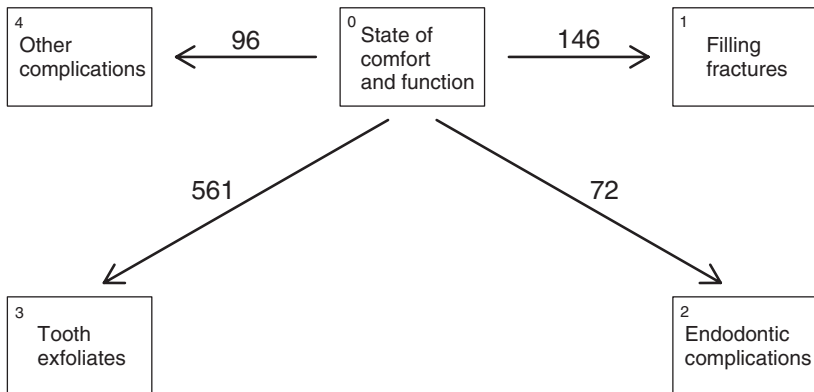 4
Other
complications
96
0
State of
comfort
and function
146
1
Filling
fractures
561
72
3
Tooth
exfoliates
2
Endodontic
complications